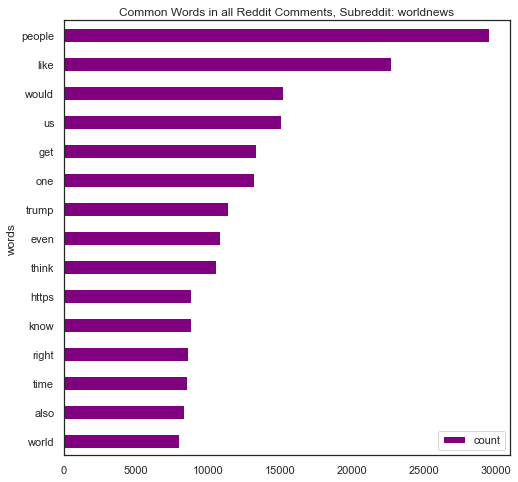 Common Words in all Reddit Comments, Subreddit: worldnews
people
like
would
us
get
one
trump
even
think
https
know
right
time
also
world
words
count
0 5000 10000 15000 20000 25000 30000